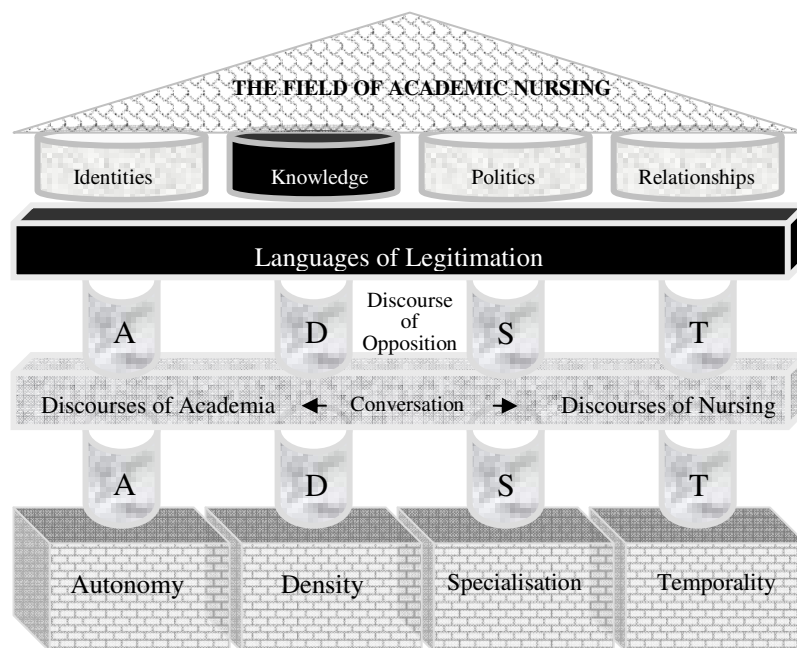 THE FIELD OF ACADEMIC NURSING
Identities
Knowledge
Politics
Relationships
Languages of Legitimation
A
D
Discourse
of
Opposition
S
T
Discourses of Academia
Conversation
Discourses of Nursing
A
D
S
T
Autonomy
Density
Specialisation
Temporality